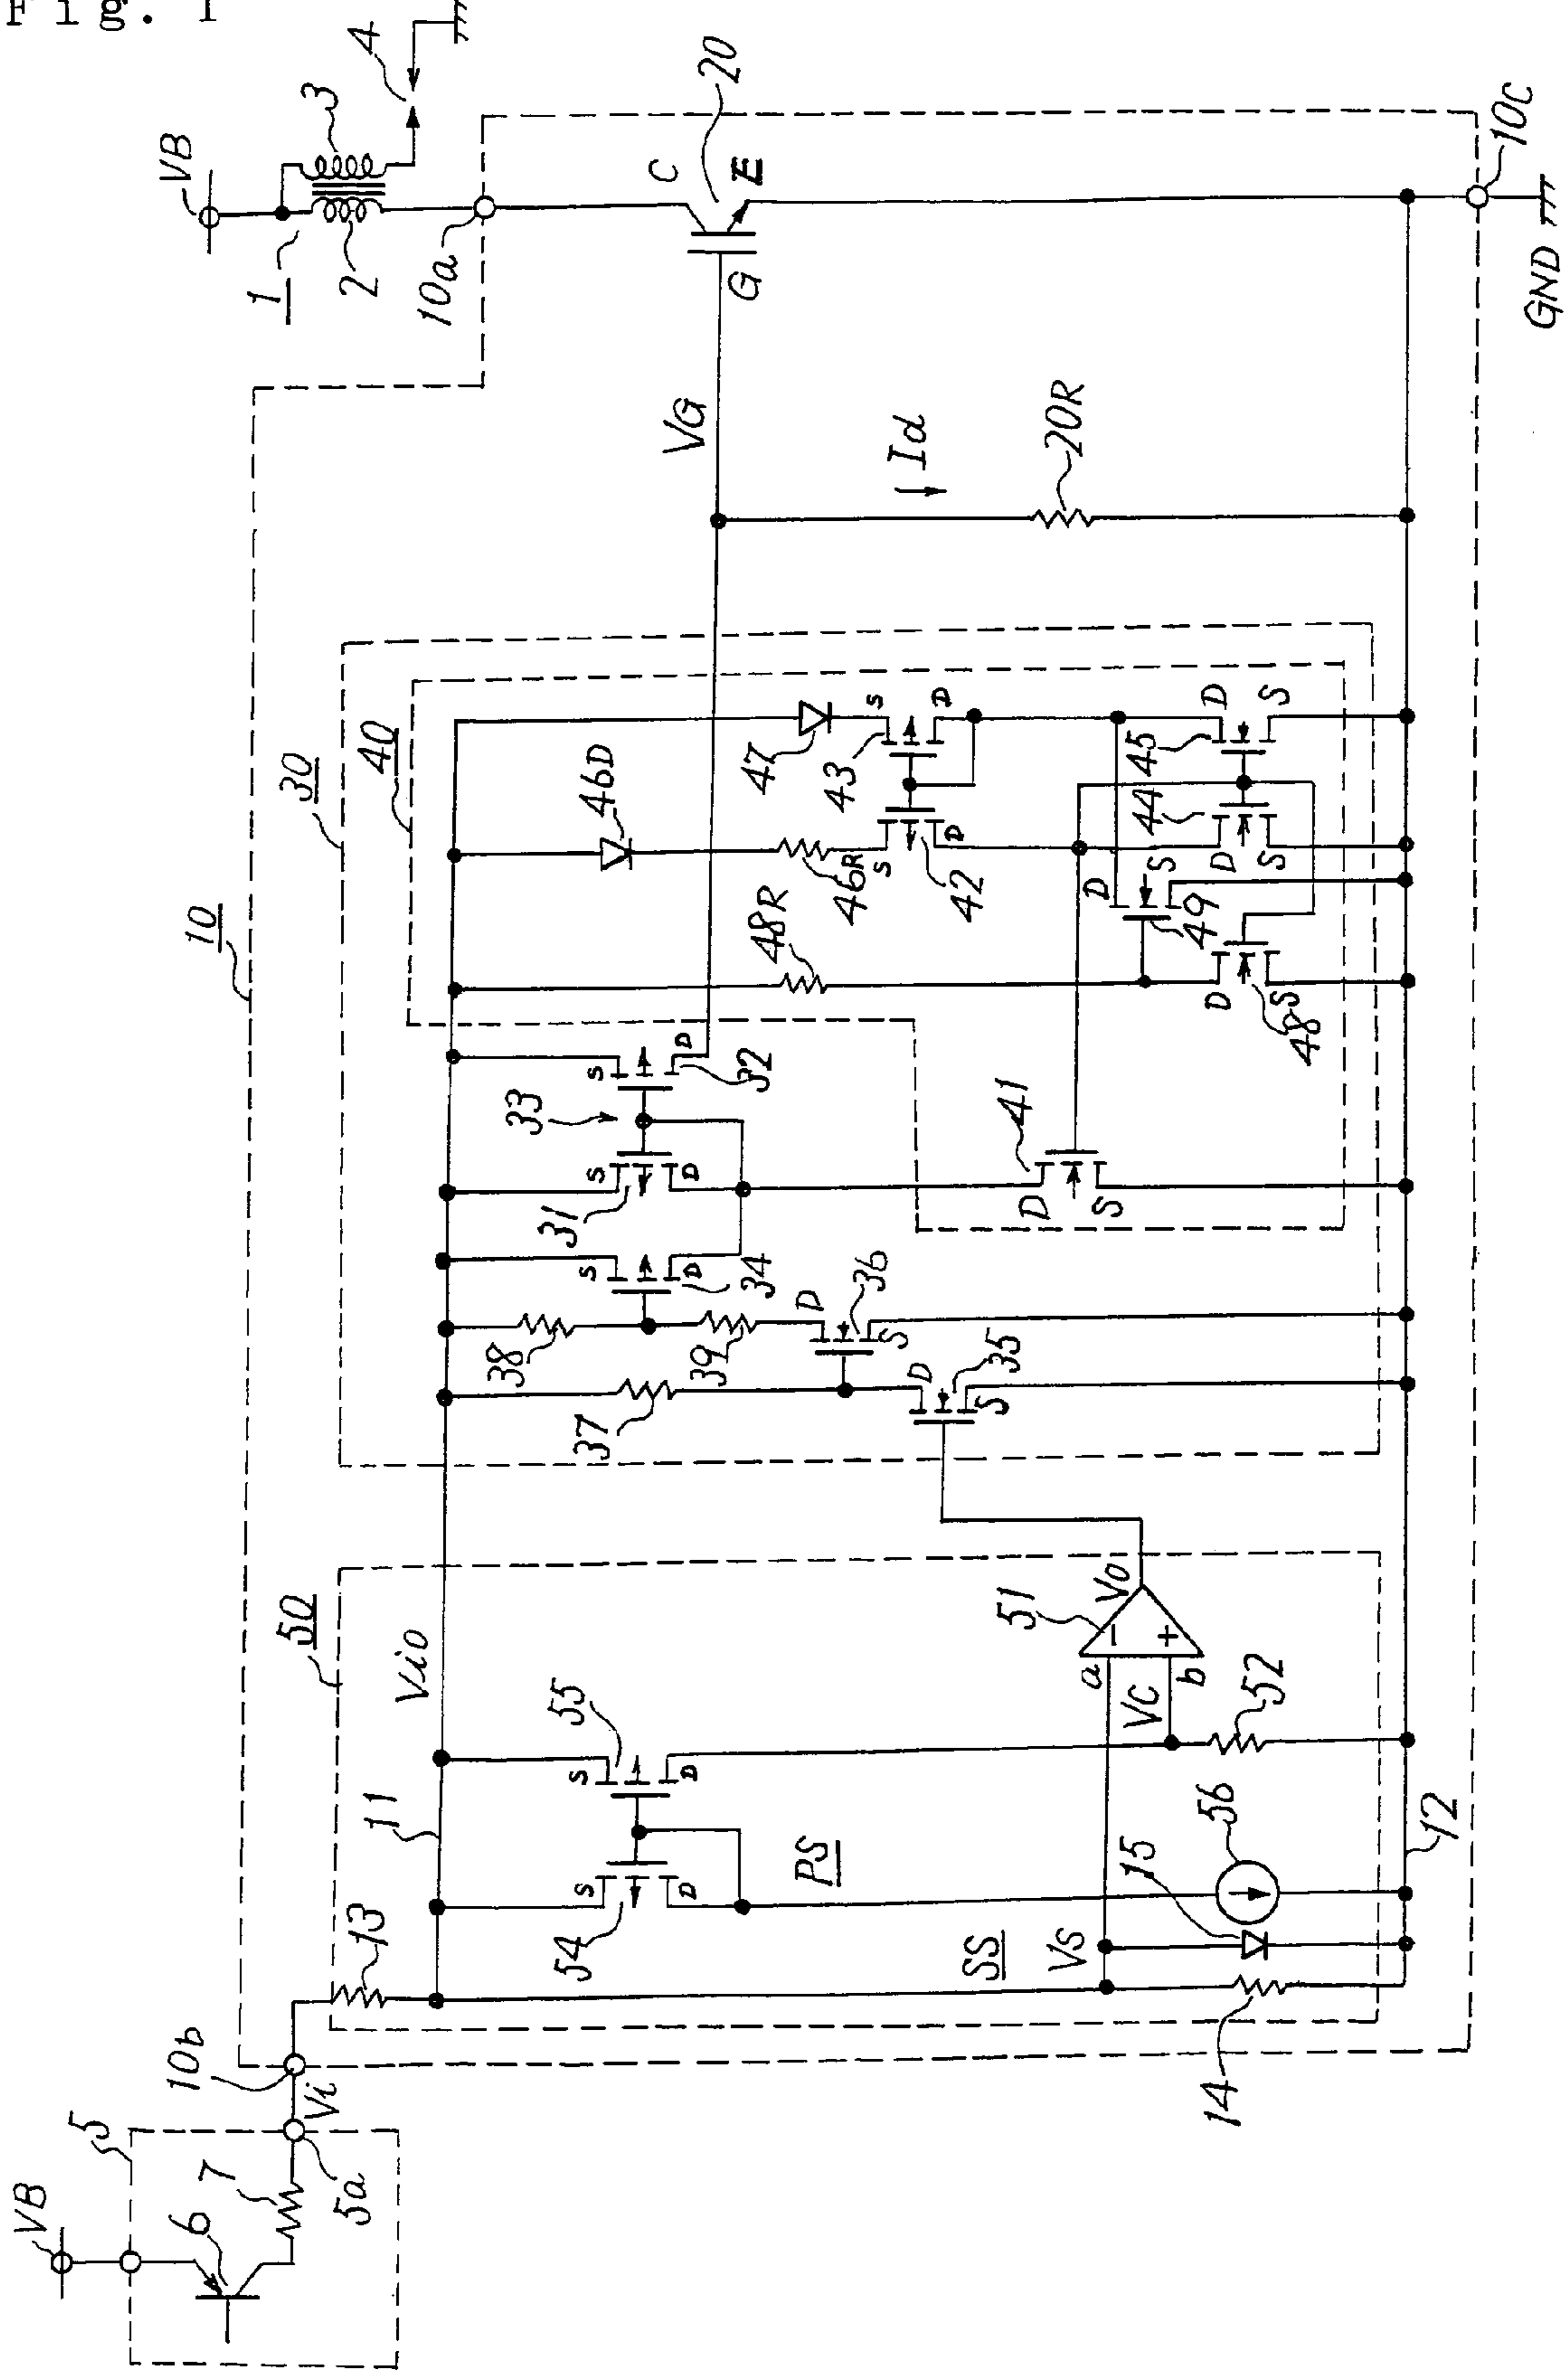 Fig. 1
VB
6
7
5
5a
Vi
10b
10
50
13
11
Vi0
54
S
D
55
S
D
PS
SS
VS
VC
a
b
51
Vo
−
+
14
15
56
52
12
30
37
38
39
34
S
D
35
D
S
36
D
S
31
S
D
33
32
S
D
40
41
D
S
48R
46D
46R
47
42
S
D
43
S
D
44
D
S
45
D
S
48
D
S
49
D
S
VG
Id
20R
G
C
E
20
10a
1
2
3
4
VB
10C
GND